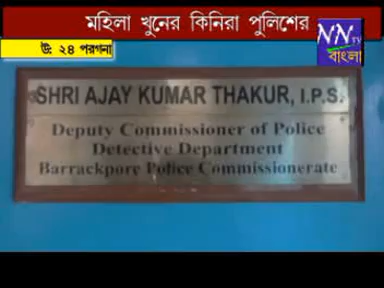 মহিলা খুনের কিনিরা পুলিশের
NN TV বাংলা
উঃ ২৪ পরগনা
SHRI AJAY KUMAR THAKUR, I.P.S.
Deputy Commissioner of Police
Detective Department
Barrackpore Police Commissionerate